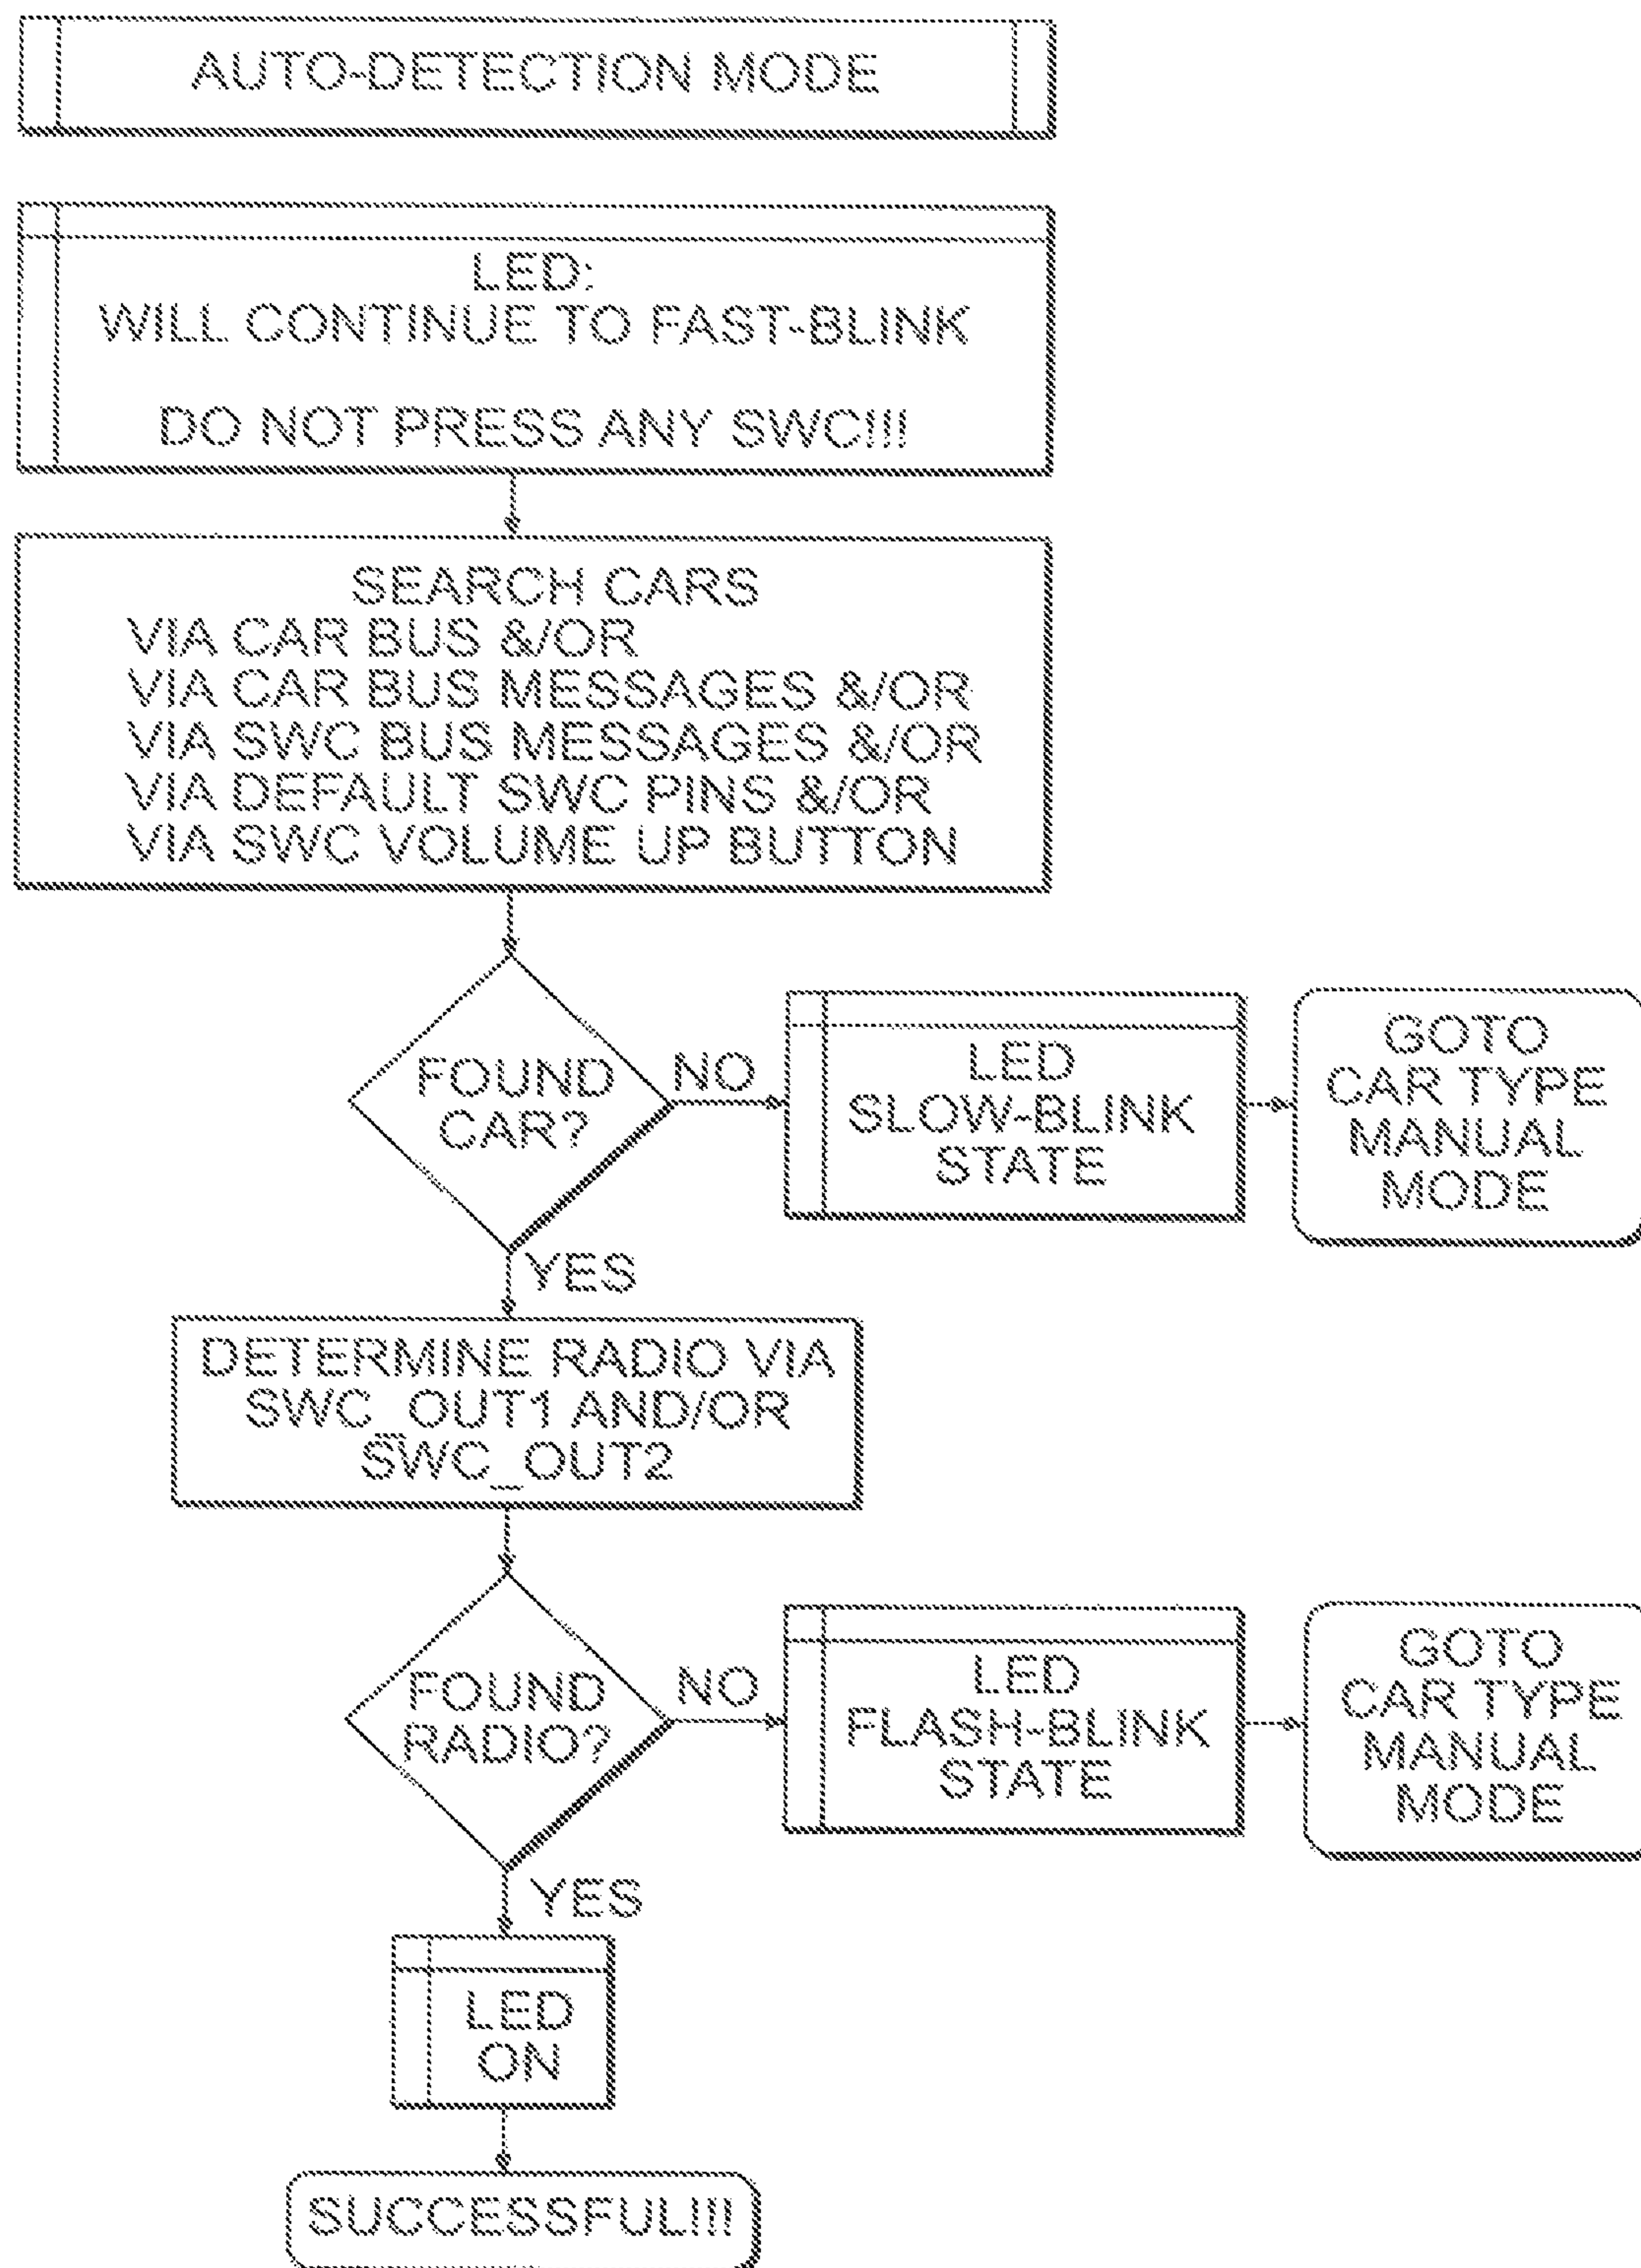 AUTO-DETECTION MODE
LED:
WILL CONTINUE TO FAST-BLINK
DO NOT PRESS ANY SWC!!!
SEARCH CARS
VIA CAR BUS &/OR
VIA CAR BUS MESSAGES &/OR
VIA SWC BUS MESSAGES &/OR
VIA DEFAULT SWC PINS &/OR
VIA SWC VOLUME UP BUTTON
FOUND
CAR?
NO
LED
SLOW-BLINK
STATE
GOTO
CAR TYPE
MANUAL
MODE
YES
DETERMINE RADIO VIA
SWC_OUT1 AND/OR
SWC_OUT2
FOUND
RADIO?
NO
LED
FLASH-BLINK
STATE
GOTO
CAR TYPE
MANUAL
MODE
YES
LED
ON
SUCCESSFUL!!!